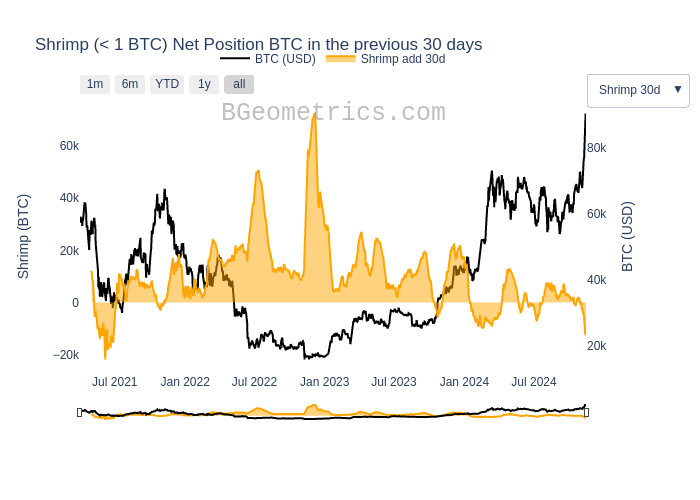 Shrimp (< 1 BTC) Net Position BTC in the previous 30 days
BTC (USD) Shrimp add 30d
1m 6m YTD 1y all
Shrimp 30d ▼
BGeometrics.com
60k
40k
20k
0
−20k
Shrimp (BTC)
80k
60k
40k
20k
BTC (USD)
Jul 2021 Jan 2022 Jul 2022 Jan 2023 Jul 2023 Jan 2024 Jul 2024